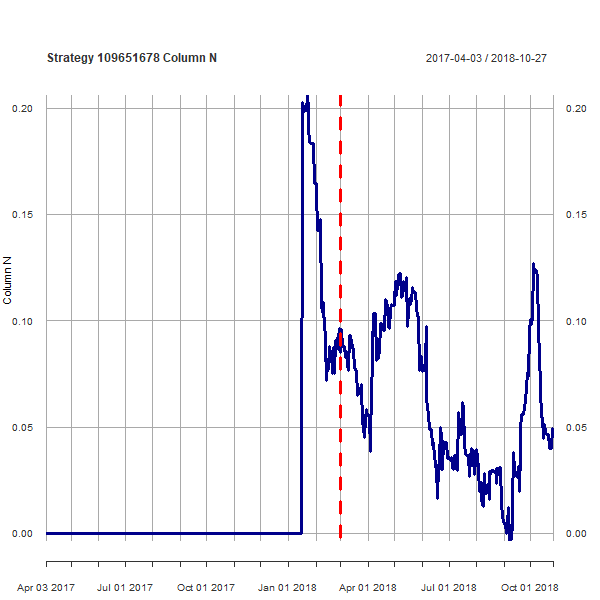 Strategy 109651678 Column N
2017-04-03 / 2018-10-27
0.20
0.20
0.15
0.15
Column N
0.10
0.10
0.05
0.05
0.00
0.00
Apr 03 2017
Jul 01 2017
Oct 01 2017
Jan 01 2018
Apr 01 2018
Jul 01 2018
Oct 01 2018